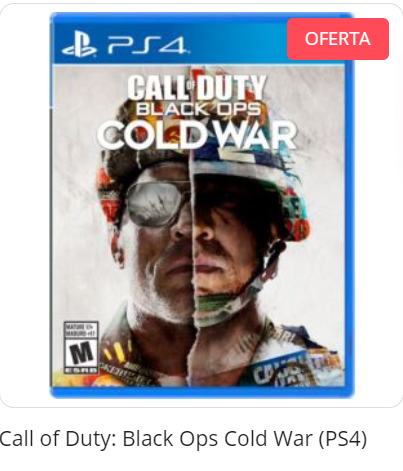 PS4
OFERTA
CALL OF DUTY
BLACK OPS
COLD WAR
MATURE 17+
M
ESRB
Call of Duty: Black Ops Cold War (PS4)